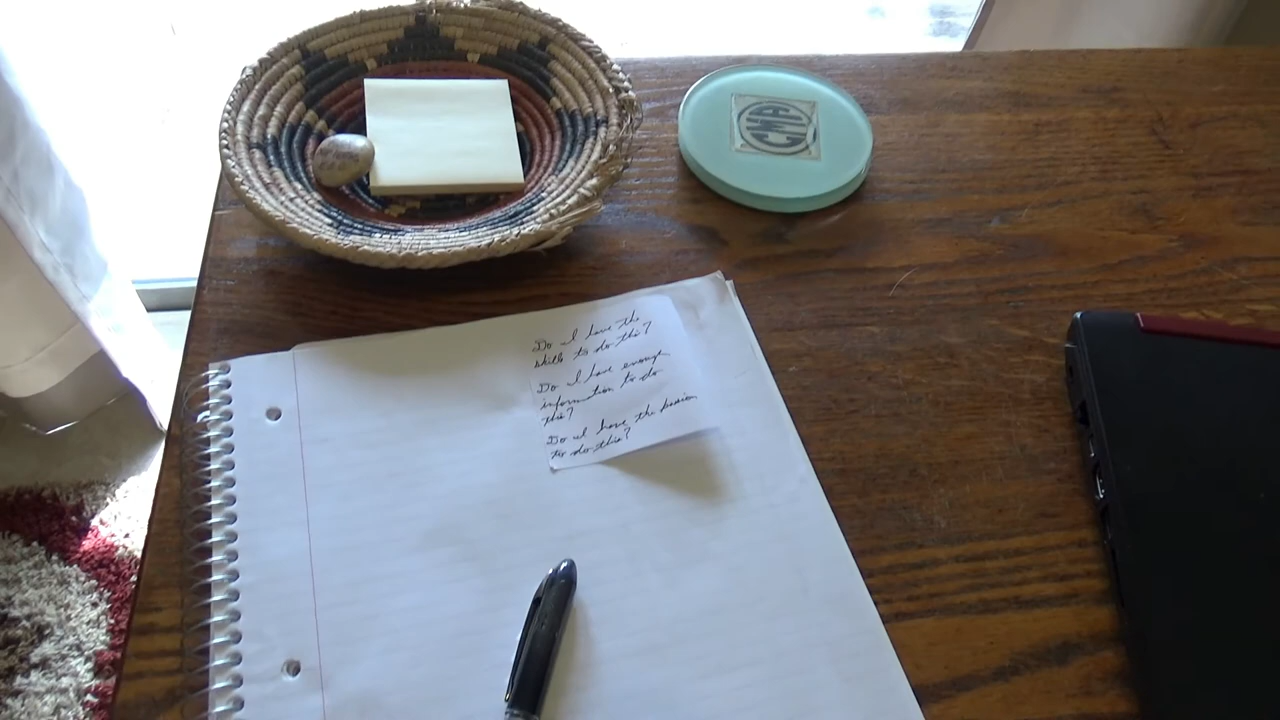 CMA
Do I have the
skills to do this?
Do I have enough
information to do
this?
Do I have the passion
to do this?